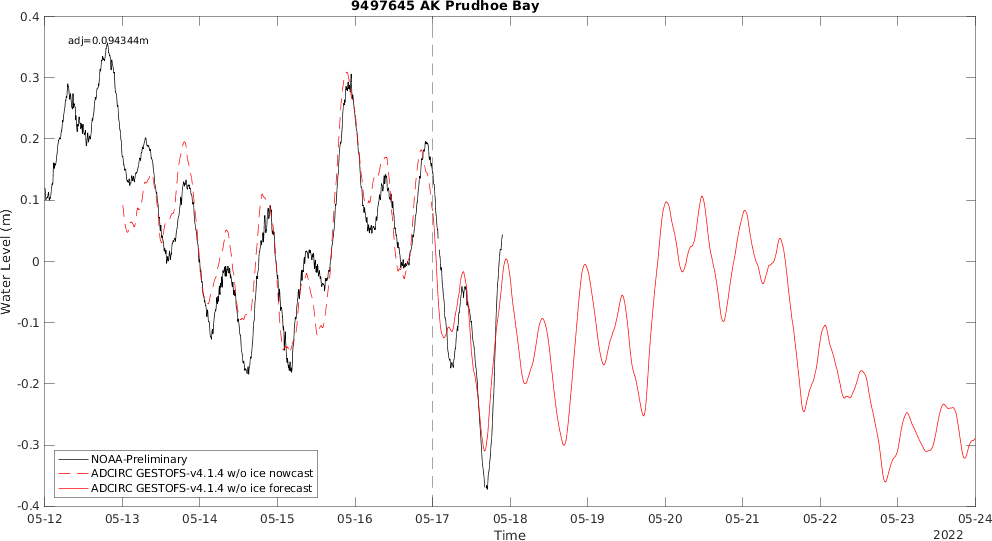 9497645 AK Prudhoe Bay
adj=0.094344m
0.4
0.3
0.2
0.1
0
-0.1
-0.2
-0.3
-0.4
Water Level (m)
NOAA-Preliminary
ADCIRC GESTOFS-v4.1.4 w/o ice nowcast
ADCIRC GESTOFS-v4.1.4 w/o ice forecast
05-12 05-13 05-14 05-15 05-16 05-17 05-18 05-19 05-20 05-21 05-22 05-23 05-24
Time
2022